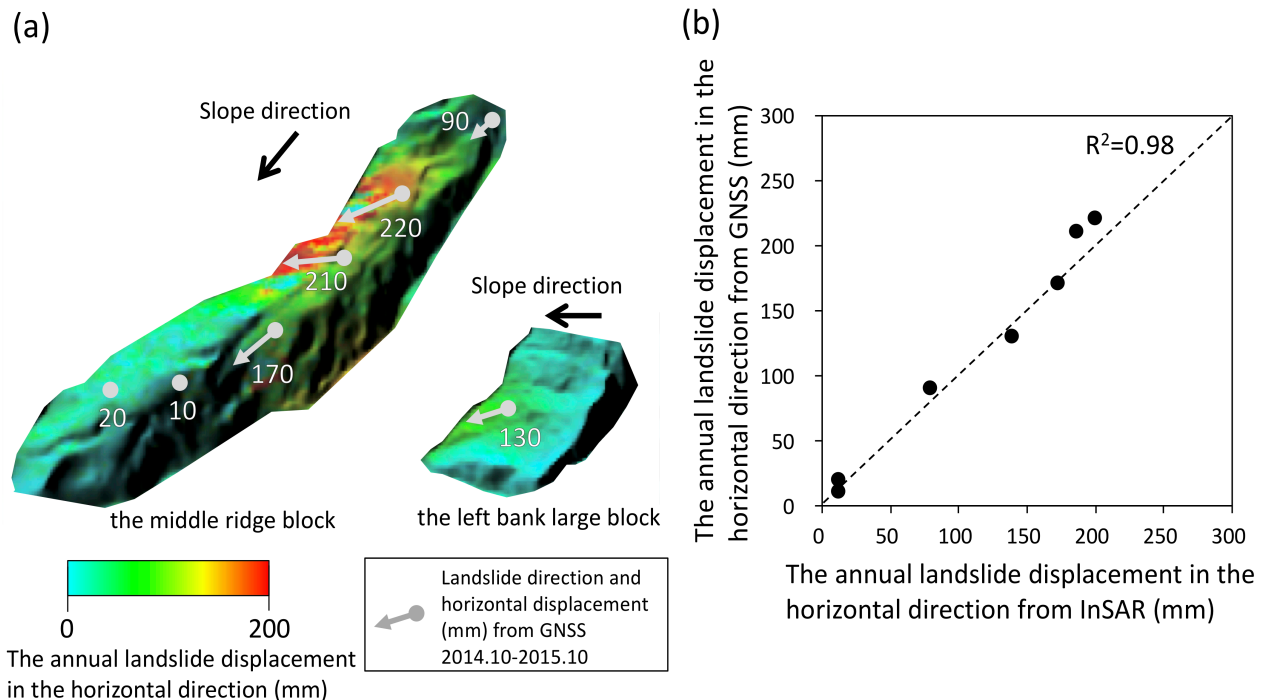 (a)
Slope direction
90
220
210
170
20
10
the middle ridge block
Slope direction
130
the left bank large block
0
200
The annual landslide displacement
in the horizontal direction (mm)
Landslide direction and
horizontal displacement
(mm) from GNSS
2014.10-2015.10
(b)
The annual landslide displacement in the
horizontal direction from GNSS (mm)
300
250
200
150
100
50
0
R²=0.98
0 50 100 150 200 250 300
The annual landslide displacement in the
horizontal direction from InSAR (mm)